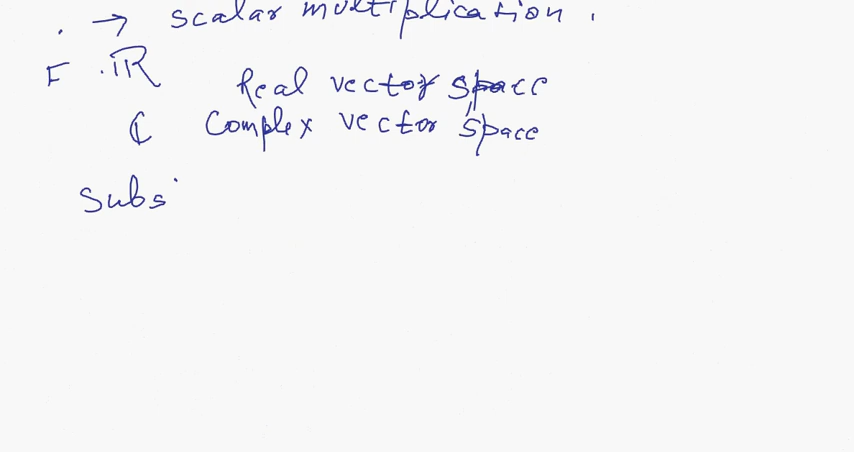 . → scalar multiplication .
F . ℝ Real vector space
ℂ Complex vector space
Subs